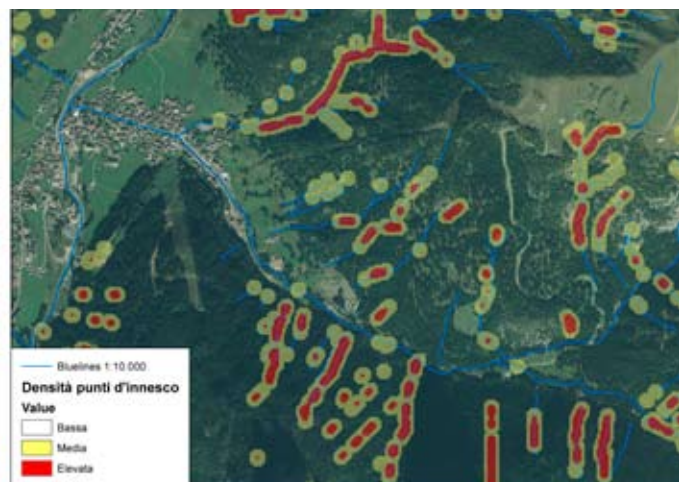 Bluelines 1:10.000
Densità punti d'innesco
Value
Bassa
Media
Elevata